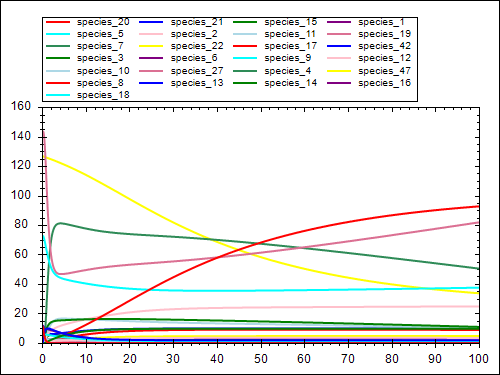 species_20 species_21 species_15 species_1
species_5 species_2 species_11 species_19
species_7 species_22 species_17 species_42
species_3 species_6 species_9 species_12
species_10 species_27 species_4 species_47
species_8 species_13 species_14 species_16
species_18
160
140
120
100
80
60
40
20
0
0 10 20 30 40 50 60 70 80 90 100